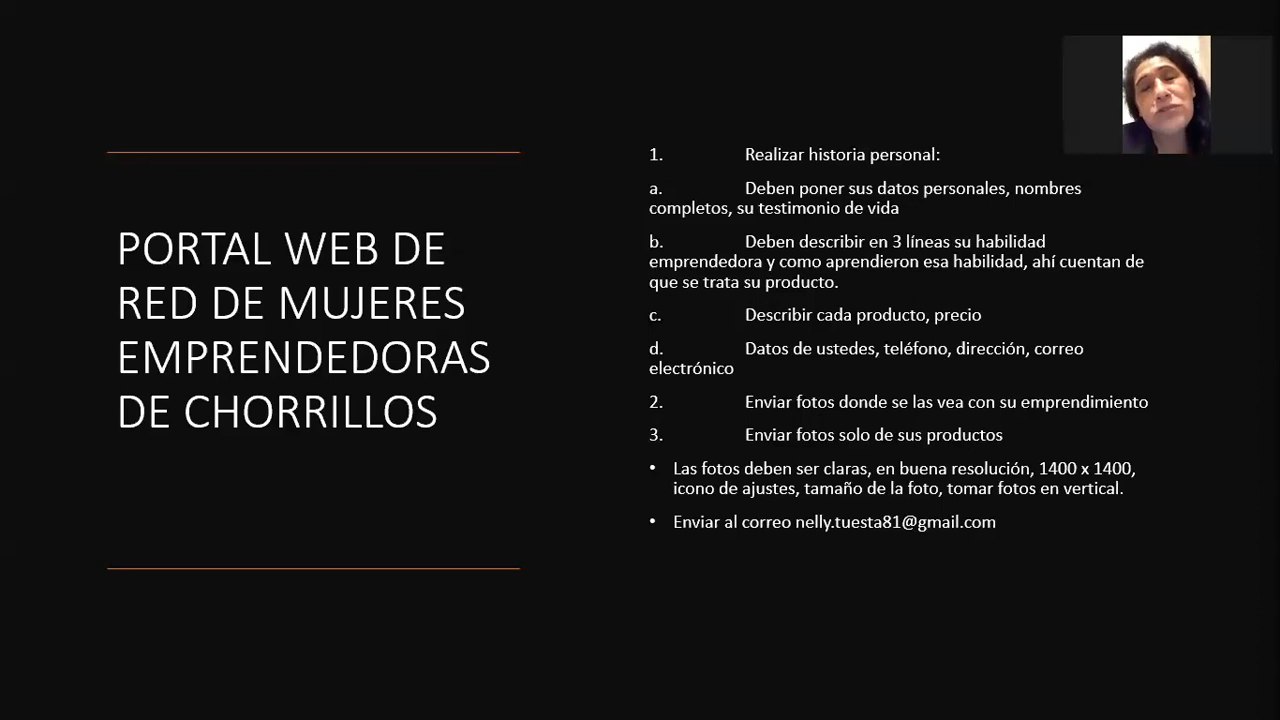 PORTAL WEB DE
RED DE MUJERES
EMPRENDEDORAS
DE CHORRILLOS
1. Realizar historia personal:
a. Deben poner sus datos personales, nombres
completos, su testimonio de vida
b. Deben describir en 3 líneas su habilidad
emprendedora y como aprendieron esa habilidad, ahí cuentan de
que se trata su producto.
c. Describir cada producto, precio
d. Datos de ustedes, teléfono, dirección, correo
electrónico
2. Enviar fotos donde se las vea con su emprendimiento
3. Enviar fotos solo de sus productos
• Las fotos deben ser claras, en buena resolución, 1400 x 1400,
icono de ajustes, tamaño de la foto, tomar fotos en vertical.
• Enviar al correo nelly.tuesta81@gmail.com